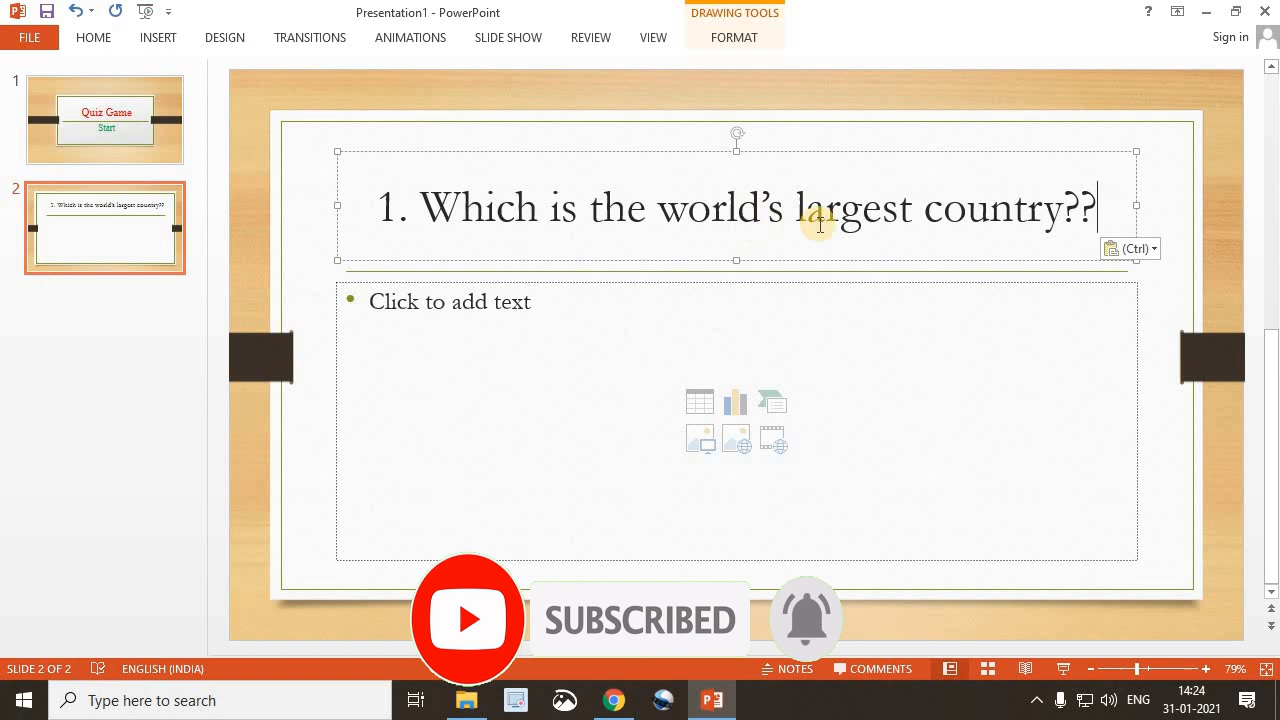 Presentation1 - PowerPoint
DRAWING TOOLS
?
FILE HOME INSERT DESIGN TRANSITIONS ANIMATIONS SLIDE SHOW REVIEW VIEW FORMAT
Sign in
1
Quiz Game
Start
2
1. Which is the world's largest country??
1. Which is the world’s largest country??
(Ctrl)
Click to add text
SUBSCRIBED
SLIDE 2 OF 2 ENGLISH (INDIA) NOTES COMMENTS 79%
Type here to search
ENG
14:24
31-01-2021